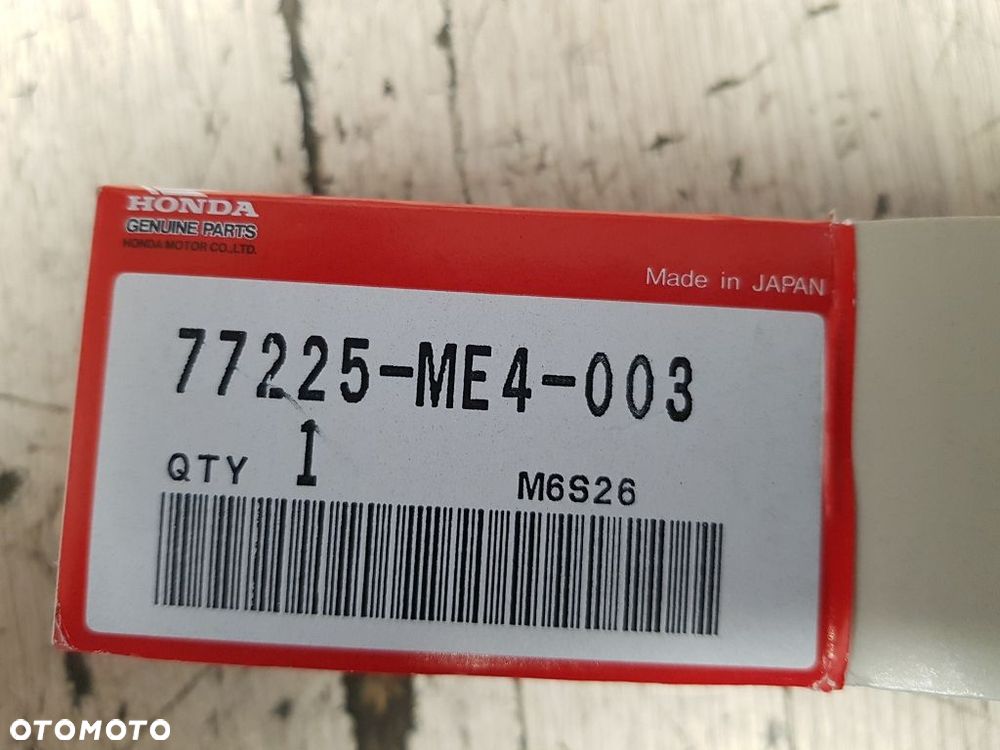 HONDA
GENUINE PARTS
HONDA MOTOR CO.,LTD.
Made in JAPAN
77225-ME4-003
QTY 1 M6S26
OTOMOTO